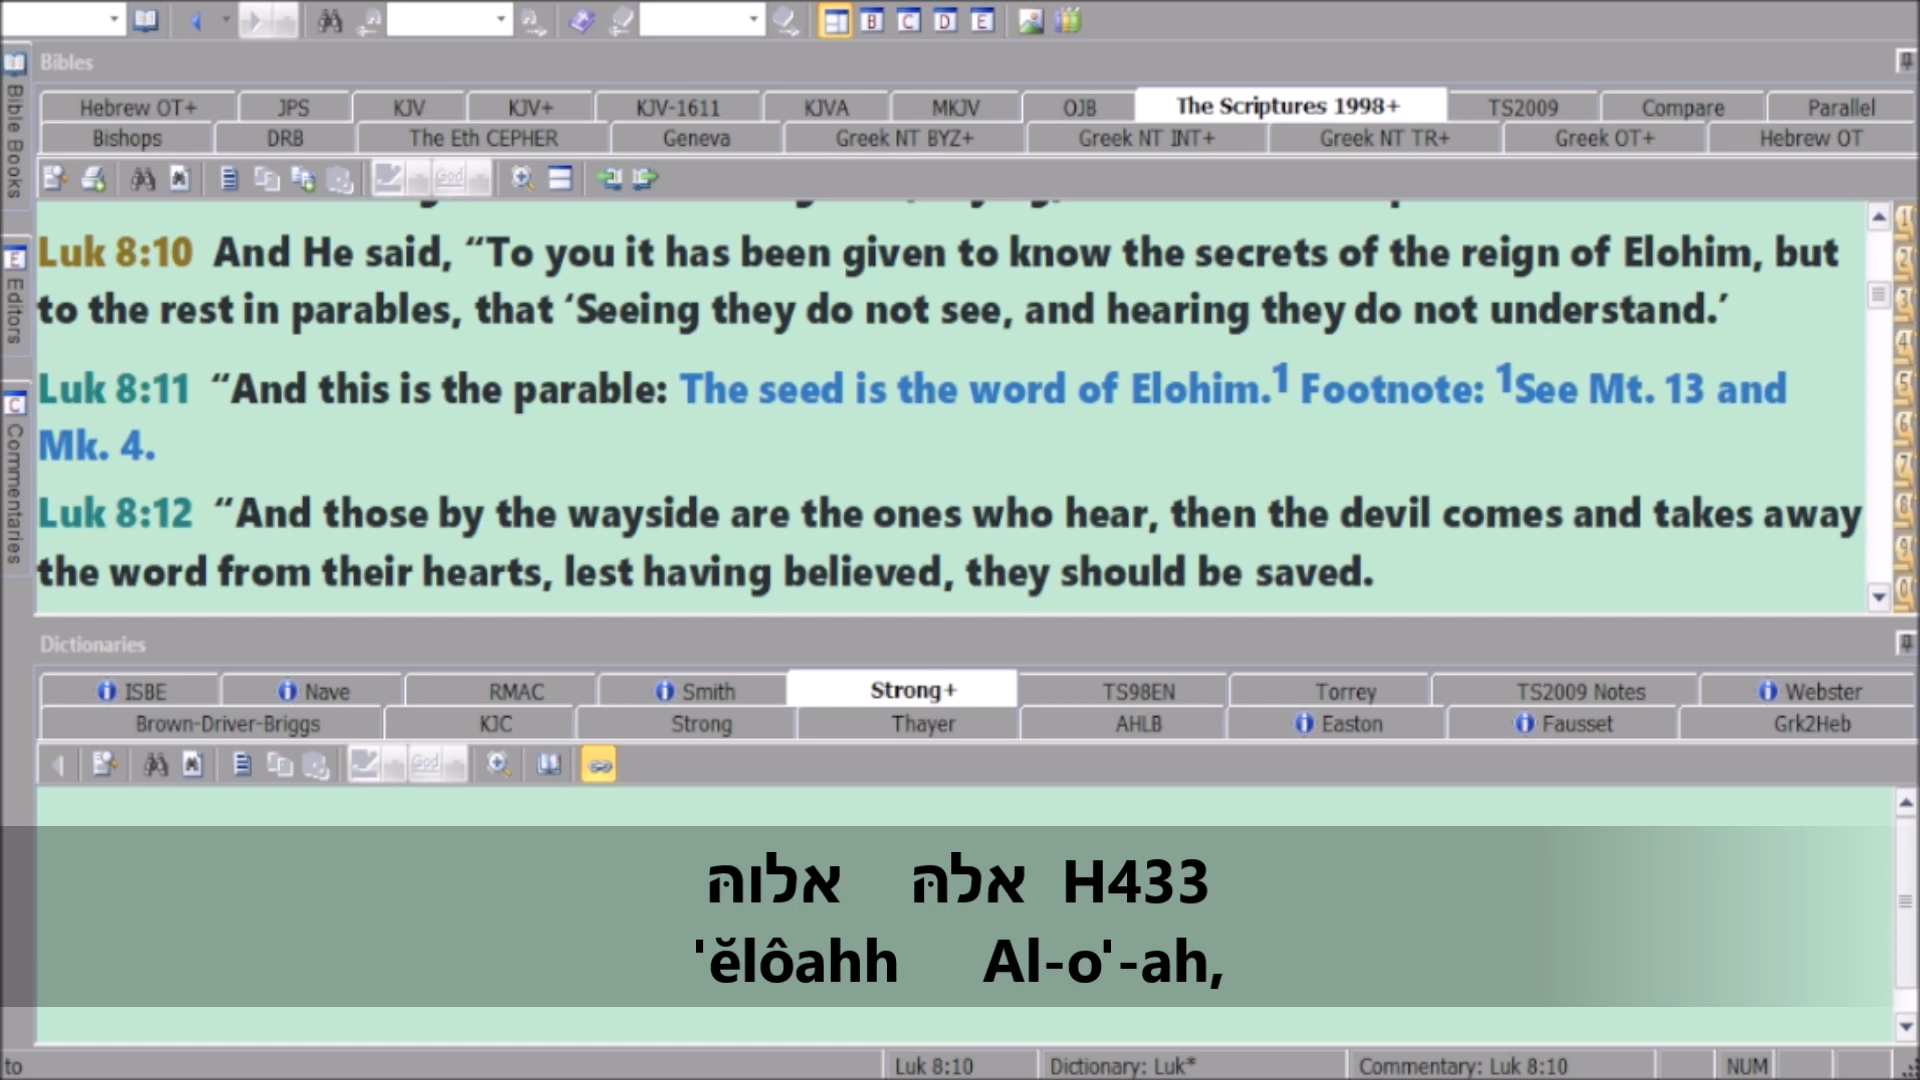 B C D E
Bibles
Hebrew OT+ JPS KJV KJV+ KJV-1611 KJVA MKJV OJB The Scriptures 1998+ TS2009 Compare Parallel
Bishops DRB The Eth CEPHER Geneva Greek NT BYZ+ Greek NT INT+ Greek NT TR+ Greek OT+ Hebrew OT
Bible Books
E Editors
C Commentaries
God
Luk 8:10 And He said, “To you it has been given to know the secrets of the reign of Elohim, but
to the rest in parables, that ‘Seeing they do not see, and hearing they do not understand.’
Luk 8:11 “And this is the parable: The seed is the word of Elohim.1 Footnote: 1See Mt. 13 and
Mk. 4.
Luk 8:12 “And those by the wayside are the ones who hear, then the devil comes and takes away
the word from their hearts, lest having believed, they should be saved.
Dictionaries
ISBE Nave RMAC Smith Strong+ TS98EN Torrey TS2009 Notes Webster
Brown-Driver-Briggs KJC Strong Thayer AHLB Easton Fausset Grk2Heb
God
אלוהּ אלהּ H433
'ĕlôahh Al-o'-ah,
to Luk 8:10 Dictionary: Luk* Commentary: Luk 8:10 NUM